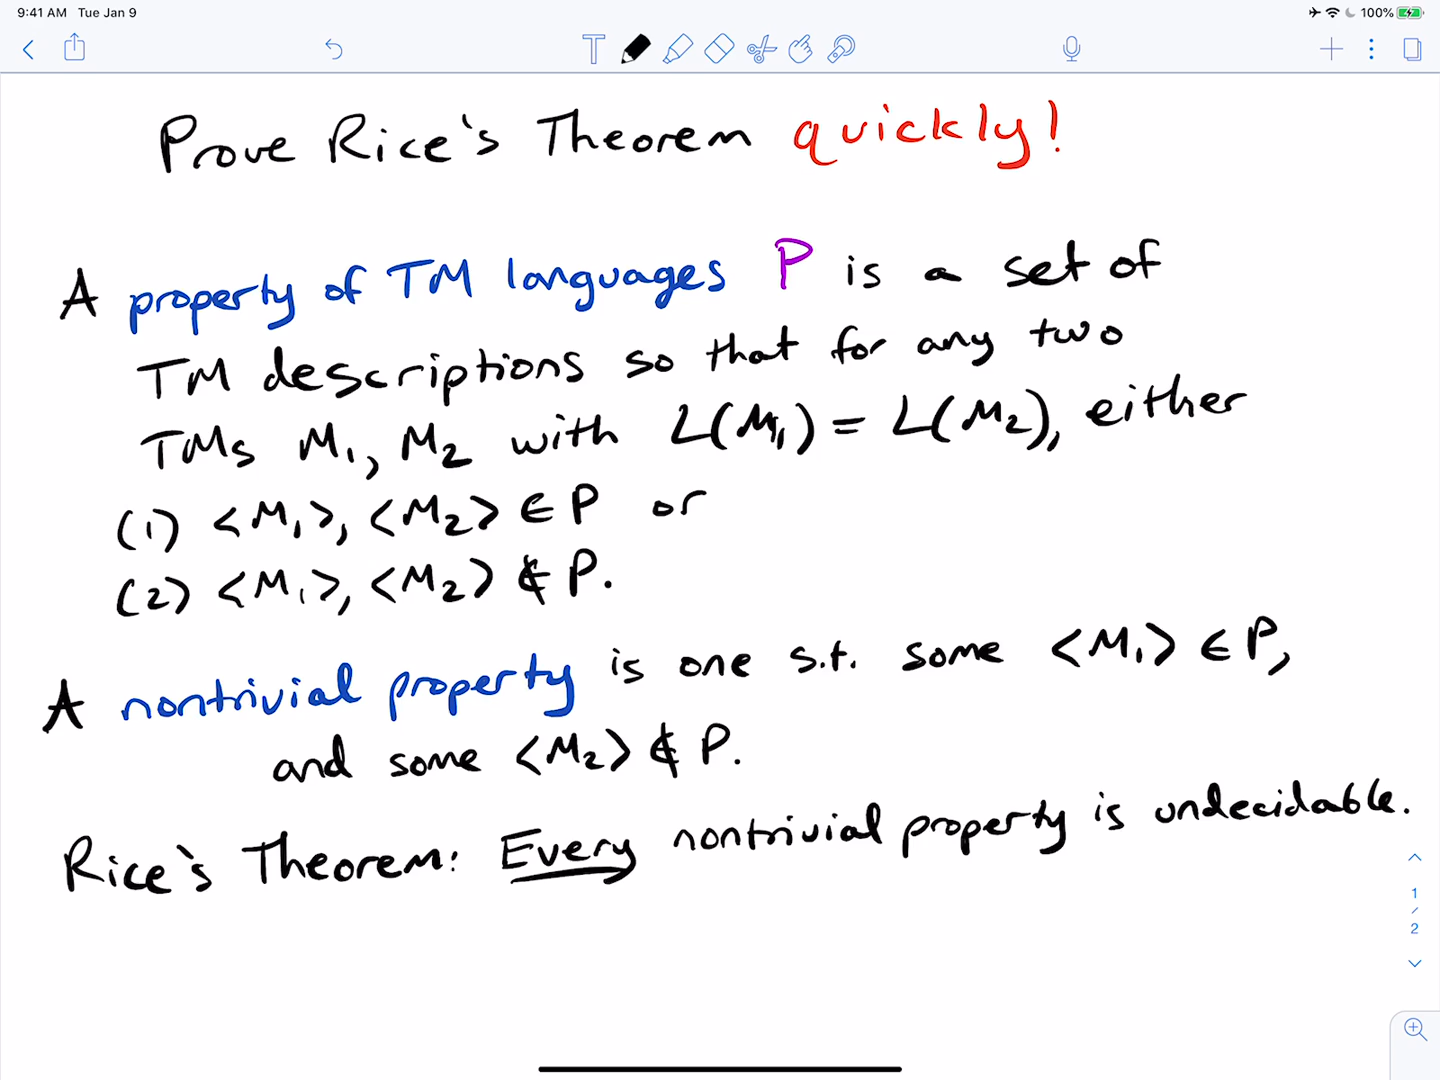 9:41 AM Tue Jan 9
100%
Prove Rice's Theorem quickly!
A property of TM languages P is a set of
TM descriptions so that for any two
TMs M₁, M₂ with L(M₁) = L(M₂), either
(1) <M₁>, <M₂> ∈ P or
(2) <M₁>, <M₂> ∉ P.
A nontrivial property is one s.t. some <M₁> ∈ P,
and some <M₂> ∉ P.
Rice's Theorem: Every nontrivial property is undecidable.
1
/
2